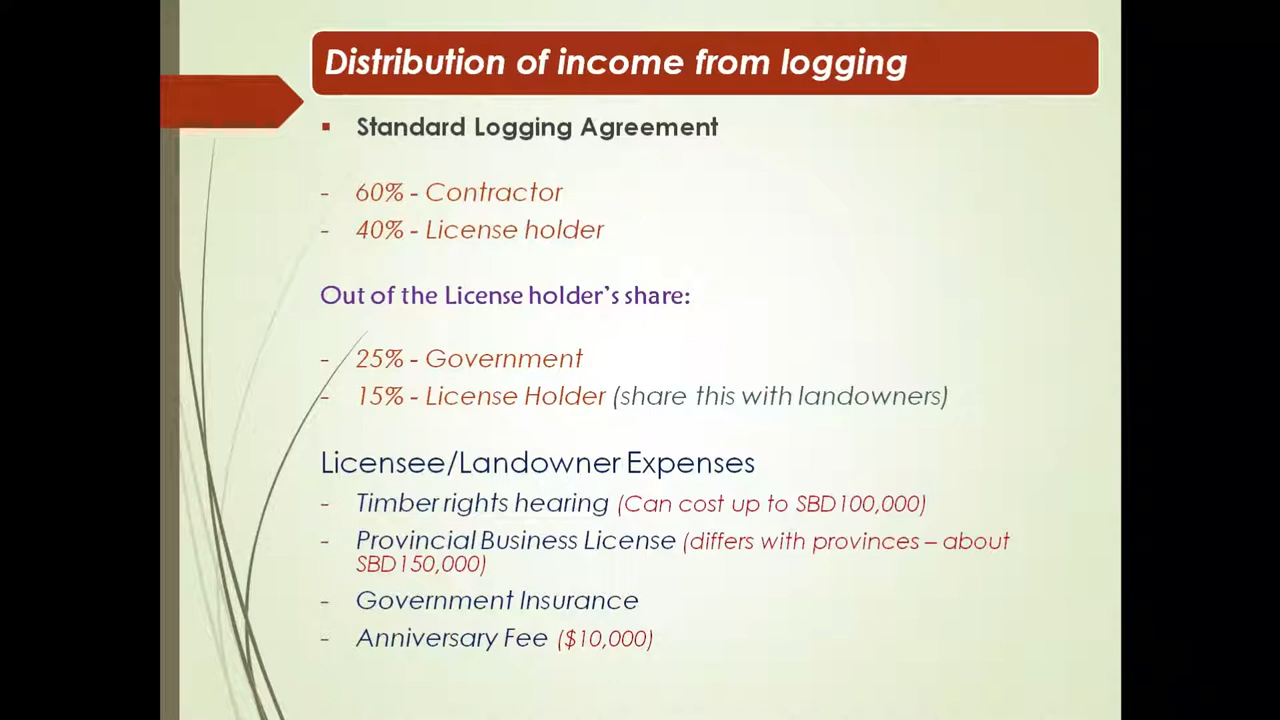 Distribution of income from logging
▪ Standard Logging Agreement
- 60% - Contractor
- 40% - License holder
Out of the License holder's share:
- 25% - Government
- 15% - License Holder (share this with landowners)
Licensee/Landowner Expenses
- Timber rights hearing (Can cost up to SBD100,000)
- Provincial Business License (differs with provinces – about
SBD150,000)
- Government Insurance
- Anniversary Fee ($10,000)